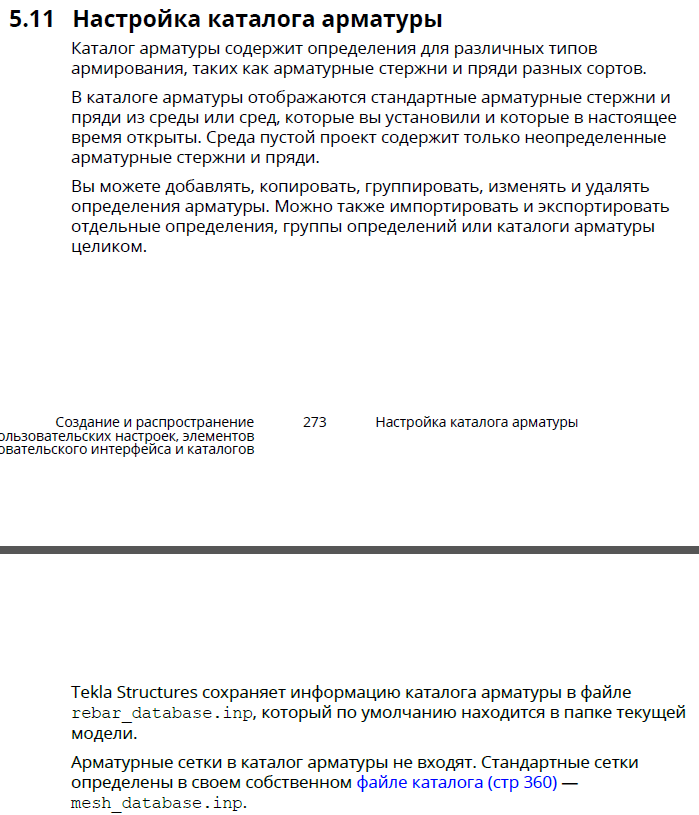 5.11 Настройка каталога арматуры
Каталог арматуры содержит определения для различных типов
армирования, таких как арматурные стержни и пряди разных сортов.
В каталоге арматуры отображаются стандартные арматурные стержни и
пряди из среды или сред, которые вы установили и которые в настоящее
время открыты. Среда пустой проект содержит только неопределенные
арматурные стержни и пряди.
Вы можете добавлять, копировать, группировать, изменять и удалять
определения арматуры. Можно также импортировать и экспортировать
отдельные определения, группы определений или каталоги арматуры
целиком.
Создание и распространение 273 Настройка каталога арматуры
настроек, элементов
интерфейса и каталогов
Tekla Structures сохраняет информацию каталога арматуры в файле
rebar_database.inp, который по умолчанию находится в папке текущей
модели.
Арматурные сетки в каталог арматуры не входят. Стандартные сетки
определены в своем собственном файле каталога (стр 360) —
mesh_database.inp.